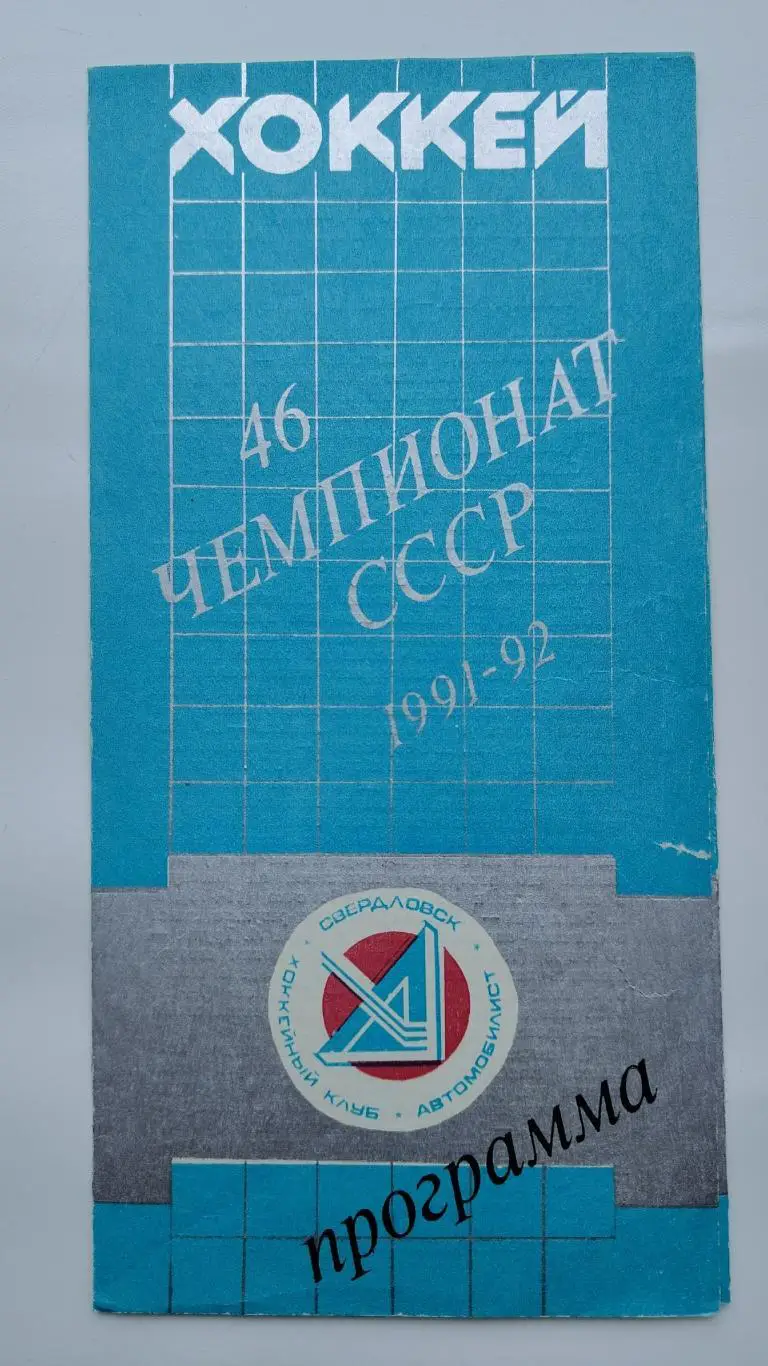 ХОККЕЙ
46
ЧЕМПИОНАТ
СССР
1991-92
СВЕРДЛОВСК
ХОККЕЙНЫЙ КЛУБ * АВТОМОБИЛИСТ *
программа